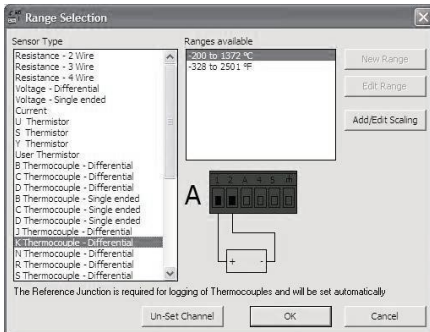 Range Selection
Sensor Type
Resistance - 2 Wire
Resistance - 3 Wire
Resistance - 4 Wire
Voltage - Differential
Voltage - Single ended
Current
U Thermistor
S Thermistor
Y Thermistor
User Thermistor
B Thermocouple - Differential
C Thermocouple - Differential
D Thermocouple - Differential
B Thermocouple - Single ended
C Thermocouple - Single ended
D Thermocouple - Single ended
J Thermocouple - Differential
K Thermocouple - Differential
N Thermocouple - Differential
R Thermocouple - Differential
S Thermocouple - Differential
Ranges available
-200 to 1372 ºC
-328 to 2501 ºF
New Range
Edit Range
Add/Edit Scaling
1 2 A 4 5
A
+ -
The Reference Junction is required for logging of Thermocouples and will be set automatically
Un-Set Channel
OK
Cancel